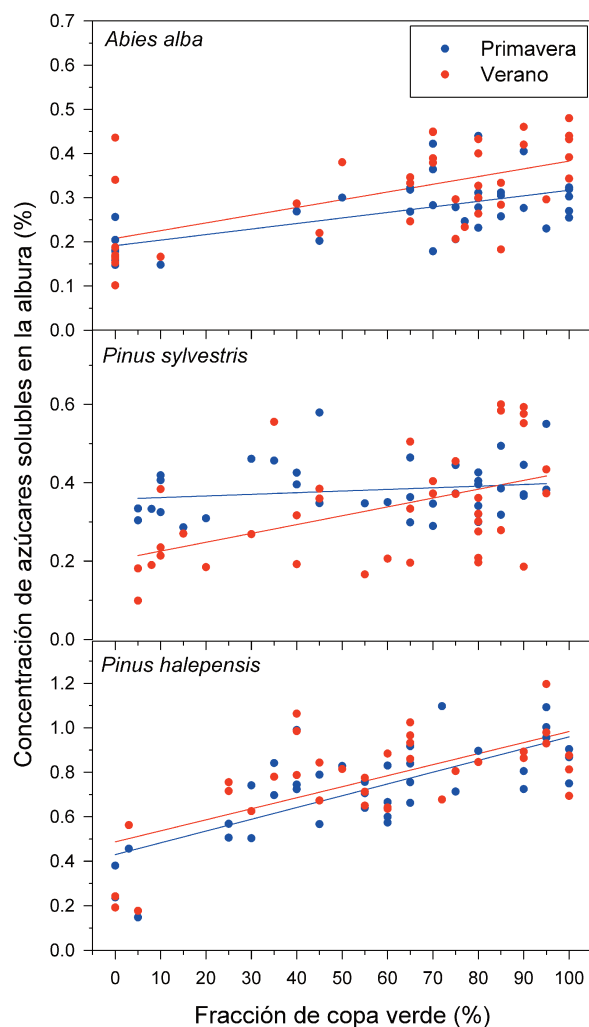 Abies alba
Primavera
Verano
0.7
0.6
0.5
0.4
0.3
0.2
0.1
0.0
Pinus sylvestris
0.6
0.4
0.2
0.0
Pinus halepensis
1.2
1.0
0.8
0.6
0.4
0.2
0.0
0 10 20 30 40 50 60 70 80 90 100
Fracción de copa verde (%)
Concentración de azúcares solubles en la albura (%)